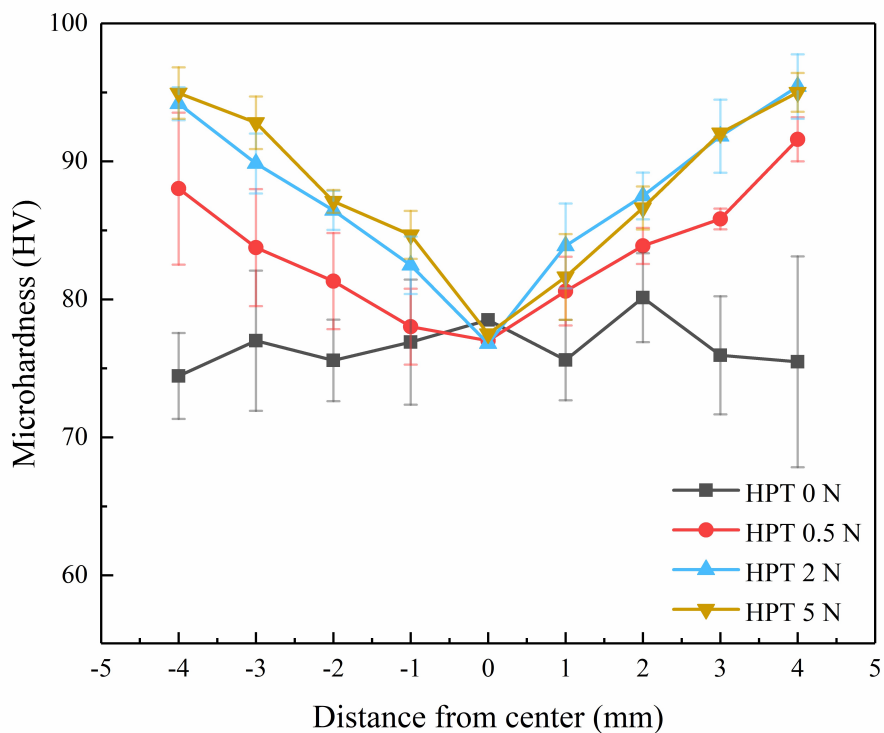 100
90
80
70
60
Microhardness (HV)
HPT 0 N
HPT 0.5 N
HPT 2 N
HPT 5 N
-5 -4 -3 -2 -1 0 1 2 3 4 5
Distance from center (mm)